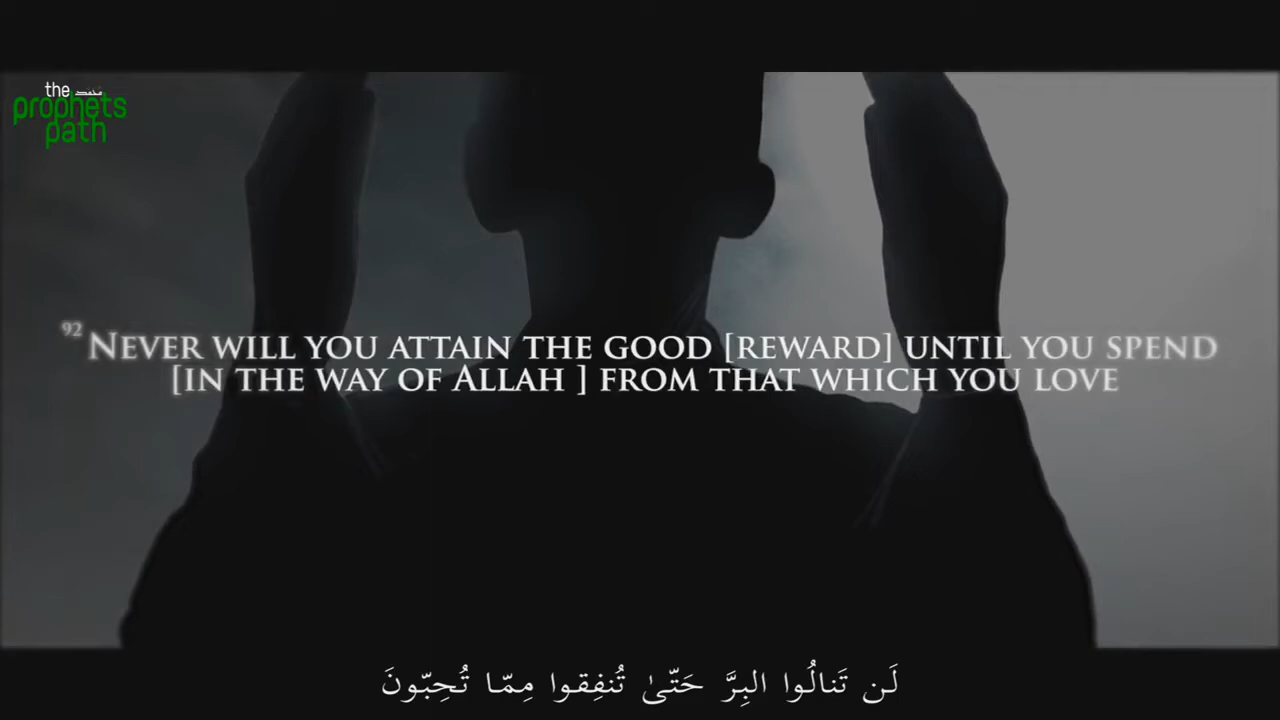 the محمد
prophets
path
92 NEVER WILL YOU ATTAIN THE GOOD [REWARD] UNTIL YOU SPEND
[IN THE WAY OF ALLAH ] FROM THAT WHICH YOU LOVE
لَن تَنالُوا البِرَّ حَتّىٰ تُنفِقوا مِمّا تُحِبّونَ